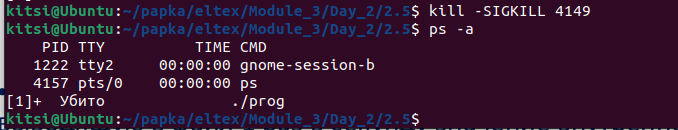 kitsi@Ubuntu:~/papka/eltex/Module_3/Day_2/2.5$ kill -SIGKILL 4149
kitsi@Ubuntu:~/papka/eltex/Module_3/Day_2/2.5$ ps -a
PID TTY TIME CMD
1222 tty2 00:00:00 gnome-session-b
4157 pts/0 00:00:00 ps
[1]+ Убито ./prog
kitsi@Ubuntu:~/papka/eltex/Module_3/Day_2/2.5$